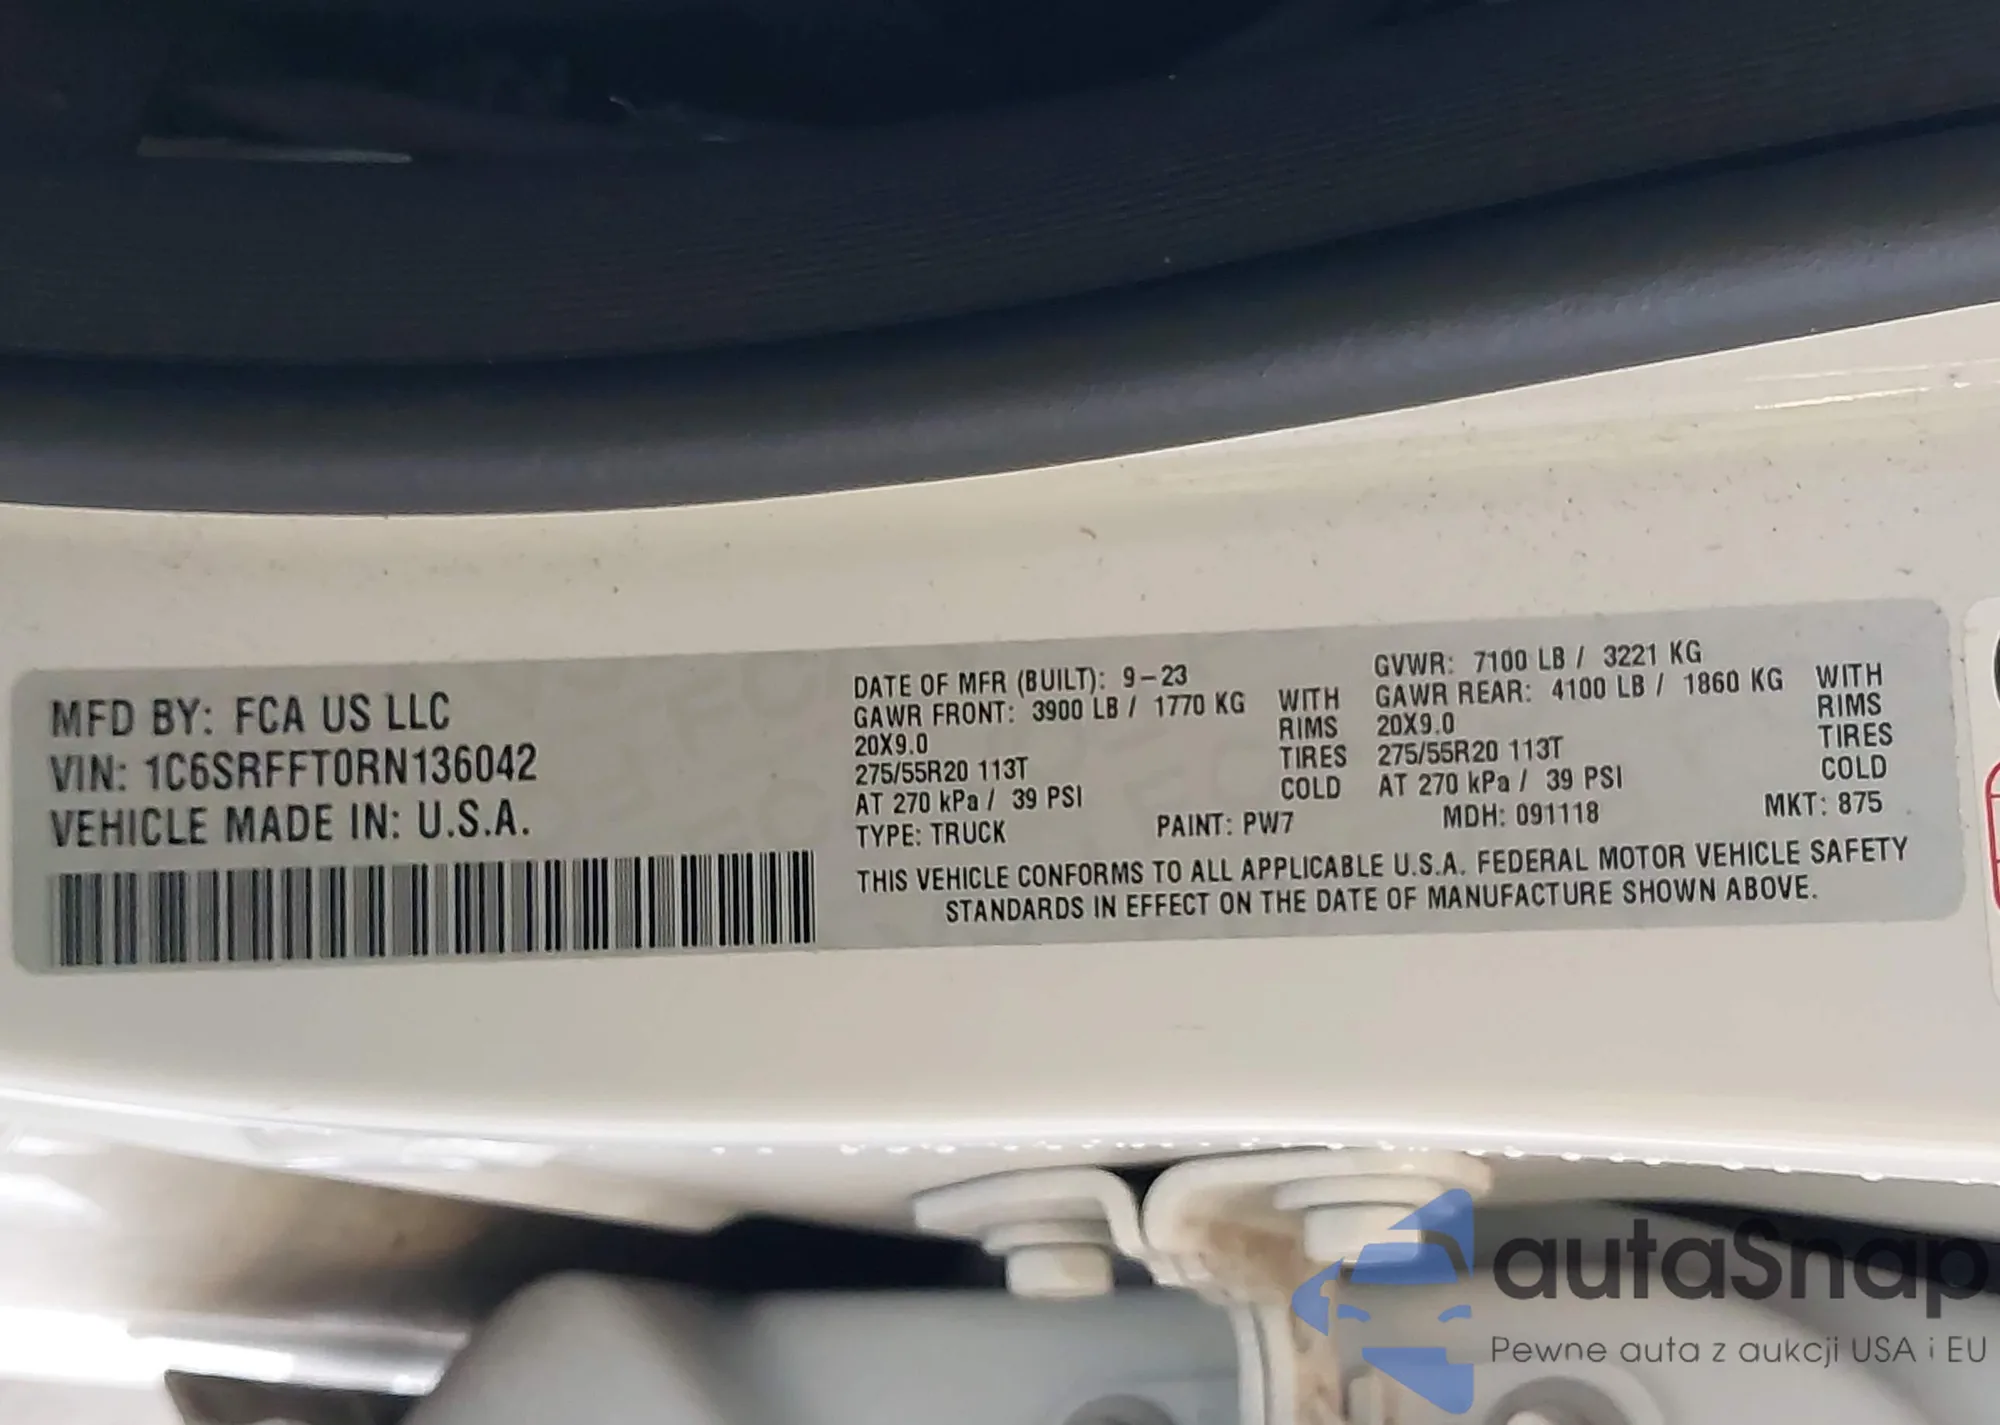 MFD BY: FCA US LLC
VIN: 1C6SRFFT0RN136042
VEHICLE MADE IN: U.S.A.
DATE OF MFR (BUILT): 9-23
GAWR FRONT: 3900 LB / 1770 KG WITH
20X9.0 RIMS
275/55R20 113T TIRES
AT 270 kPa / 39 PSI COLD
TYPE: TRUCK
GVWR: 7100 LB / 3221 KG
GAWR REAR: 4100 LB / 1860 KG WITH
20X9.0 RIMS
275/55R20 113T TIRES
AT 270 kPa / 39 PSI COLD
PAINT: PW7 MDH: 091118 MKT: 875
THIS VEHICLE CONFORMS TO ALL APPLICABLE U.S.A. FEDERAL MOTOR VEHICLE SAFETY
STANDARDS IN EFFECT ON THE DATE OF MANUFACTURE SHOWN ABOVE.
autaSnap
Pewne auta z aukcji USA i EU